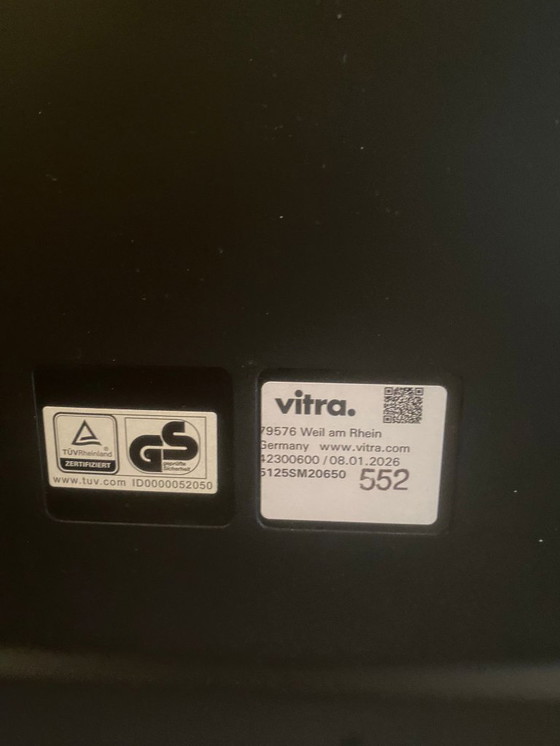 TÜVRheinland
ZERTIFIZIERT
GS
geprüfte
Sicherheit
www.tuv.com ID0000052050
vitra.
79576 Weil am Rhein
Germany www.vitra.com
42300600 / 08.01.2026
5125SM20650 552